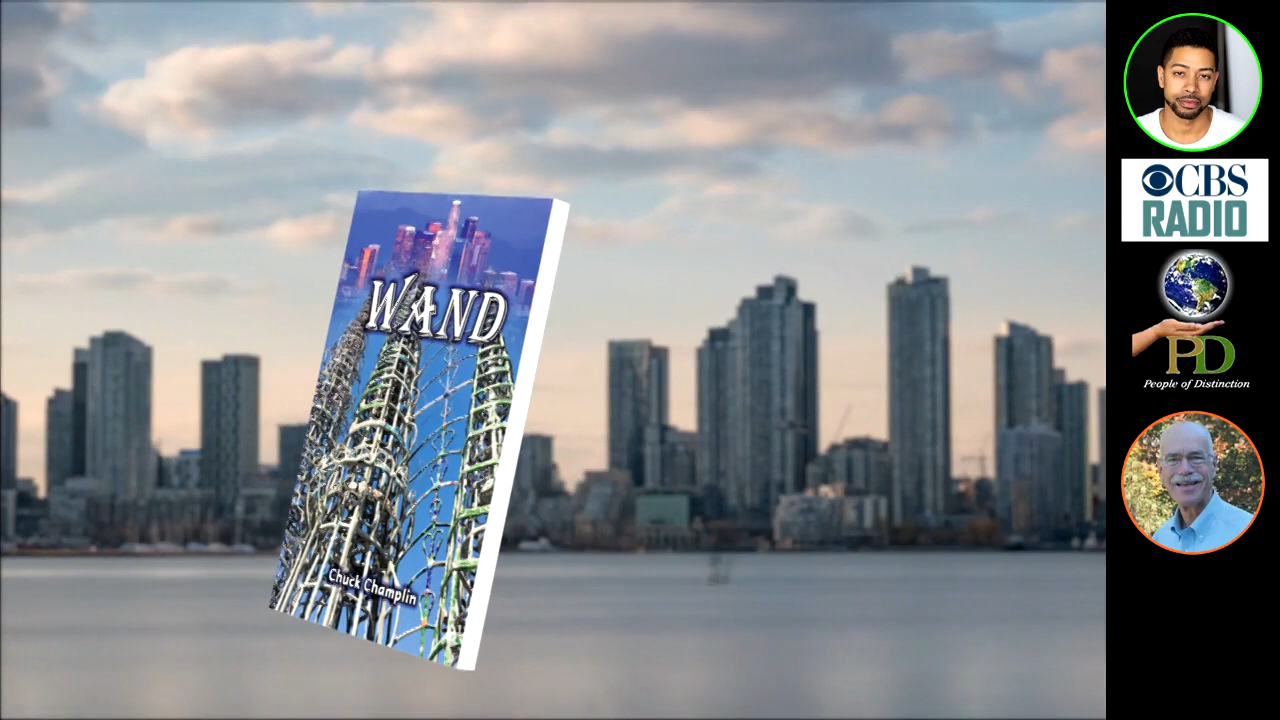 WAND
Chuck Champlin
CBS
RADIO
PD
People of Distinction